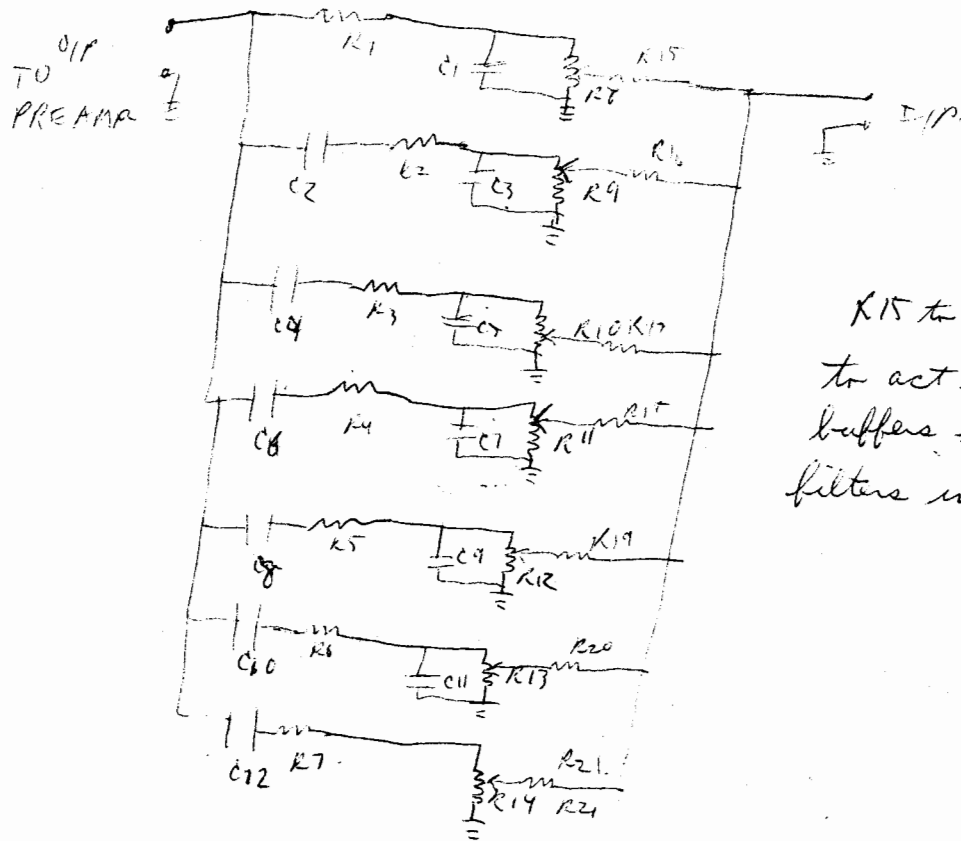 O/P
TO
PREAMP
R1
C1
R8
R15
I/P
C2
R2
C3
R9
R16
C4
R3
C5
R10 R17
C6
R4
C7
R11
C8
R5
C9
R12
R19
C10
R6
C11
R13
R20
C12
R7
R14
R21
R21
R15 to
to act
buffers
filters